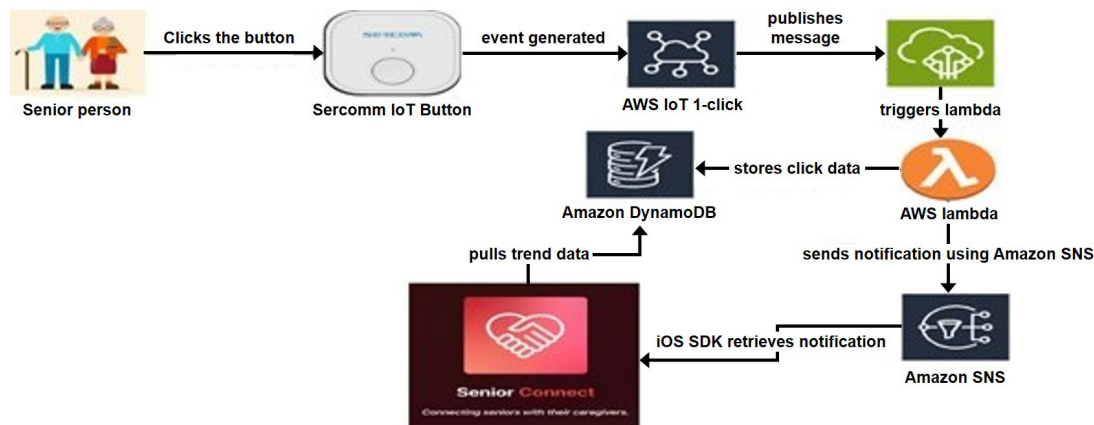 Clicks the button
event generated
publishes
message
SERCOMM
Senior person
Sercomm IoT Button
AWS IoT 1-click
triggers lambda
stores click data
Amazon DynamoDB
AWS lambda
pulls trend data
sends notification using Amazon SNS
iOS SDK retrieves notification
Senior Connect
Connecting seniors with their caregivers.
Amazon SNS